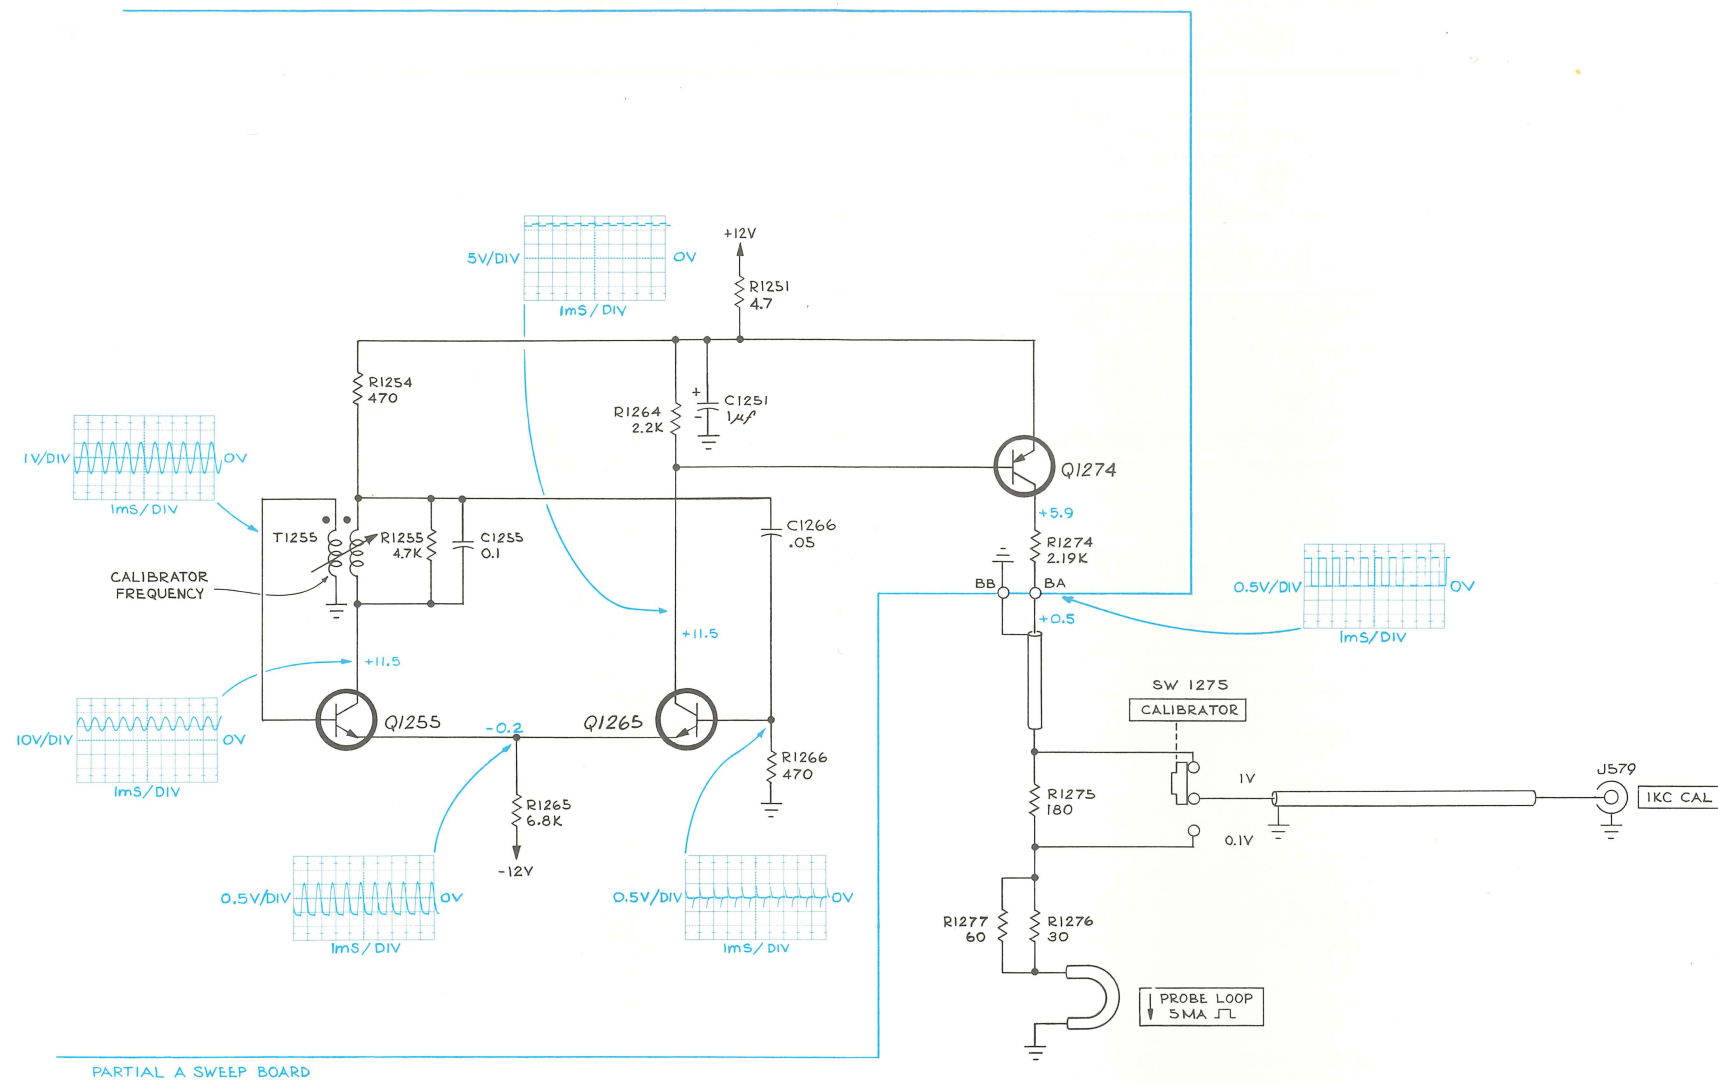 +12V
5V/DIV
0V
R1251
4.7
1mS/DIV
R1254
470
R1264
2.2K
C1251
1µf
+
-
1V/DIV
0V
1mS/DIV
Q1274
+5.9
T1255
R1255
4.7K
C1255
0.1
C1266
.05
R1274
2.19K
CALIBRATOR
FREQUENCY
BB
BA
0.5V/DIV
0V
+0.5
+11.5
1mS/DIV
+11.5
SW 1275
CALIBRATOR
10V/DIV
0V
Q1255
-0.2
Q1265
R1266
470
1mS/DIV
R1265
6.8K
R1275
180
1V
J579
1KC CAL
0.1V
-12V
0.5V/DIV
0V
0.5V/DIV
0V
1mS/DIV
1mS/DIV
R1277
60
R1276
30
PROBE LOOP
5MA
PARTIAL A SWEEP BOARD